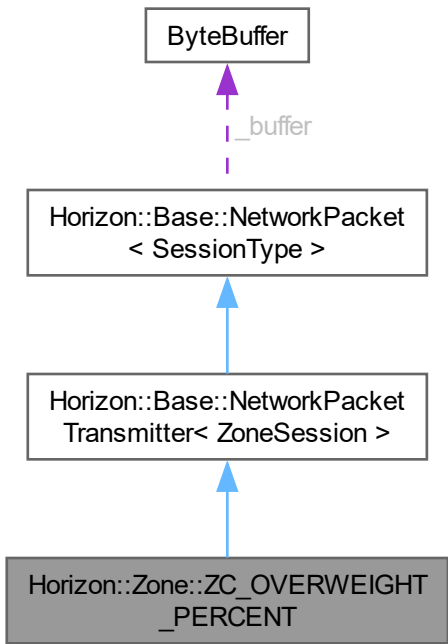 ByteBuffer
_buffer
Horizon::Base::NetworkPacket
< SessionType >
Horizon::Base::NetworkPacket
Transmitter< ZoneSession >
Horizon::Zone::ZC_OVERWEIGHT
_PERCENT